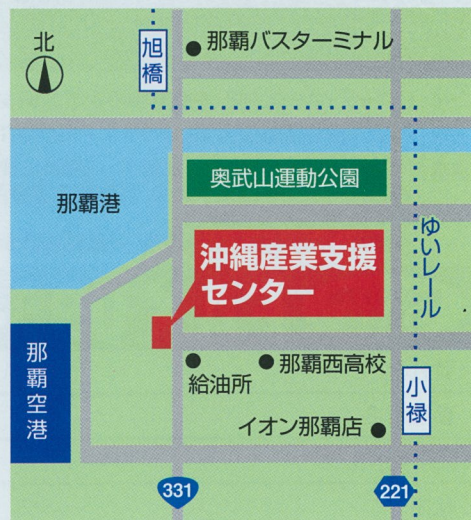 北
旭橋
那覇バスターミナル
奥武山運動公園
那覇港
ゆいレール
沖縄産業支援
センター
那覇空港
給油所
那覇西高校
小禄
イオン那覇店
331
221